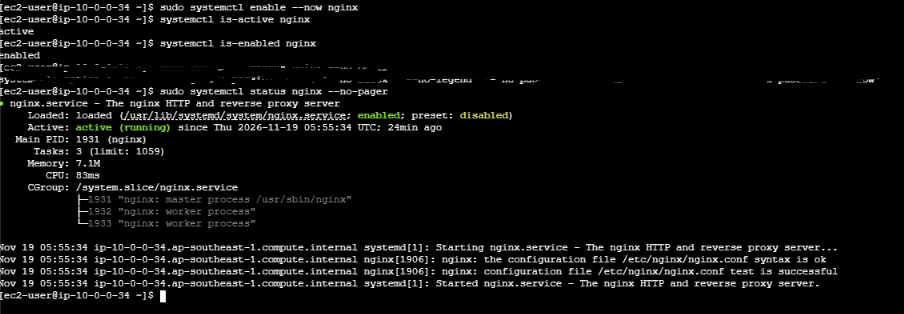 [ec2-user@ip-10-0-0-34 ~]$ sudo systemctl enable --now nginx
[ec2-user@ip-10-0-0-34 ~]$ systemctl is-active nginx
active
[ec2-user@ip-10-0-0-34 ~]$ systemctl is-enabled nginx
enabled
[ec2-user@ip-10-0-0-34 ~]$ sudo systemctl status nginx --no-pager
● nginx.service - The nginx HTTP and reverse proxy server
     Loaded: loaded (/usr/lib/systemd/system/nginx.service; enabled; preset: disabled)
     Active: active (running) since Thu 2026-11-19 05:55:34 UTC; 24min ago
   Main PID: 1931 (nginx)
      Tasks: 3 (limit: 1059)
     Memory: 7.1M
        CPU: 83ms
     CGroup: /system.slice/nginx.service
             ├─1931 "nginx: master process /usr/sbin/nginx"
             ├─1932 "nginx: worker process"
             └─1933 "nginx: worker process"
Nov 19 05:55:34 ip-10-0-0-34.ap-southeast-1.compute.internal systemd[1]: Starting nginx.service - The nginx HTTP and reverse proxy server...
Nov 19 05:55:34 ip-10-0-0-34.ap-southeast-1.compute.internal nginx[1906]: nginx: the configuration file /etc/nginx/nginx.conf syntax is ok
Nov 19 05:55:34 ip-10-0-0-34.ap-southeast-1.compute.internal nginx[1906]: nginx: configuration file /etc/nginx/nginx.conf test is successful
Nov 19 05:55:34 ip-10-0-0-34.ap-southeast-1.compute.internal systemd[1]: Started nginx.service - The nginx HTTP and reverse proxy server.
[ec2-user@ip-10-0-0-34 ~]$